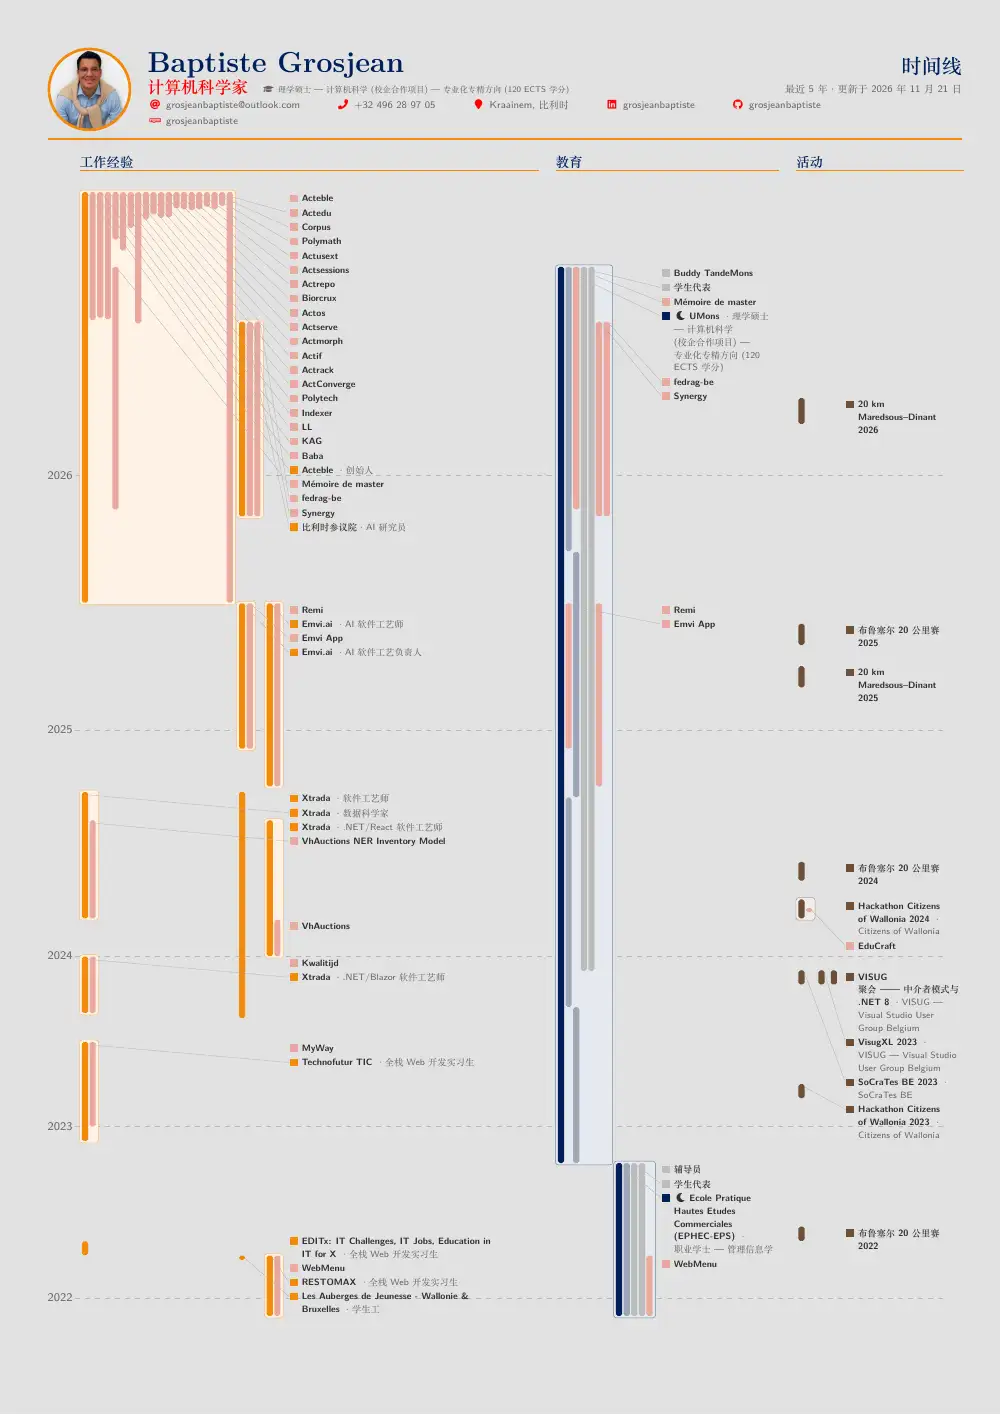 Baptiste Grosjean
时间线
计算机科学家
理学硕士 — 计算机科学 (校企合作项目) — 专业化专精方向 (120 ECTS 学分)
最近 5 年 · 更新于 2026 年 11 月 21 日
grosjeanbaptiste@outlook.com
+32 496 28 97 05
Kraainem, 比利时
grosjeanbaptiste
grosjeanbaptiste
grosjeanbaptiste
工作经验
Acteble
Actedu
Corpus
Polymath
Actusext
Actsessions
Actrepo
Biorcrux
Actos
Actserve
Actmorph
Actif
Actrack
ActConverge
Polytech
Indexer
LL
KAG
Baba
Acteble · 创始人
2026
Mémoire de master
fedrag-be
Synergy
比利时参议院 · AI 研究员
Remi
Emvi.ai · AI 软件工艺师
Emvi App
Emvi.ai · AI 软件工艺负责人
2025
Xtrada · 软件工艺师
Xtrada · 数据科学家
Xtrada · .NET/React 软件工艺师
VhAuctions NER Inventory Model
VhAuctions
2024
Kwalitijd
Xtrada · .NET/Blazor 软件工艺师
MyWay
Technofutur TIC · 全栈 Web 开发实习生
2023
EDITx: IT Challenges, IT Jobs, Education in
IT for X · 全栈 Web 开发实习生
WebMenu
RESTOMAX · 全栈 Web 开发实习生
2022
Les Auberges de Jeunesse - Wallonie &
Bruxelles · 学生工
教育
Buddy TandeMons
学生代表
Mémoire de master
UMons · 理学硕士
— 计算机科学
(校企合作项目) —
专业化专精方向 (120
ECTS 学分)
fedrag-be
Synergy
Remi
Emvi App
辅导员
学生代表
Ecole Pratique
Hautes Etudes
Commerciales
(EPHEC-EPS) ·
职业学士 — 管理信息学
WebMenu
活动
20 km
Maredsous–Dinant
2026
布鲁塞尔 20 公里赛
2025
20 km
Maredsous–Dinant
2025
布鲁塞尔 20 公里赛
2024
Hackathon Citizens
of Wallonia 2024 ·
Citizens of Wallonia
EduCraft
VISUG
聚会 —— 中介者模式与
.NET 8 · VISUG —
Visual Studio User
Group Belgium
VisugXL 2023 ·
VISUG — Visual Studio
User Group Belgium
SoCraTes BE 2023 ·
SoCraTes BE
Hackathon Citizens
of Wallonia 2023 ·
Citizens of Wallonia
布鲁塞尔 20 公里赛
2022